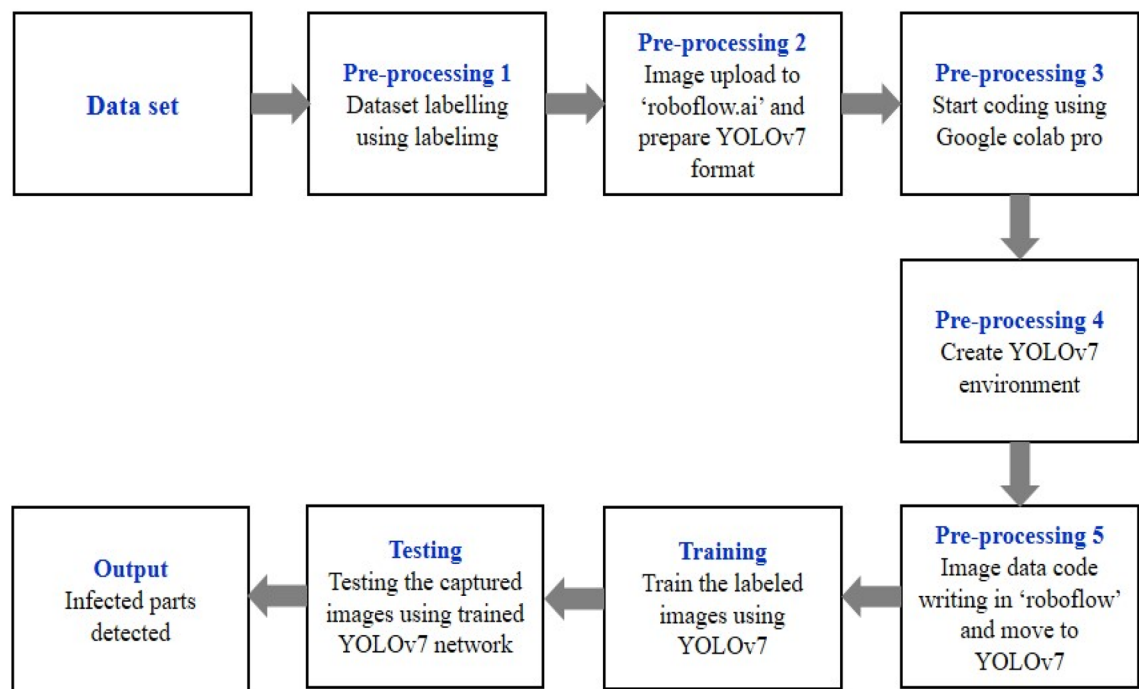 Data set
Pre-processing 1
Dataset labelling
using labelimg
Pre-processing 2
Image upload to
‘roboflow.ai’ and
prepare YOLOv7
format
Pre-processing 3
Start coding using
Google colab pro
Pre-processing 4
Create YOLOv7
environment
Pre-processing 5
Image data code
writing in ‘roboflow’
and move to
YOLOv7
Training
Train the labeled
images using
YOLOv7
Testing
Testing the captured
images using trained
YOLOv7 network
Output
Infected parts
detected